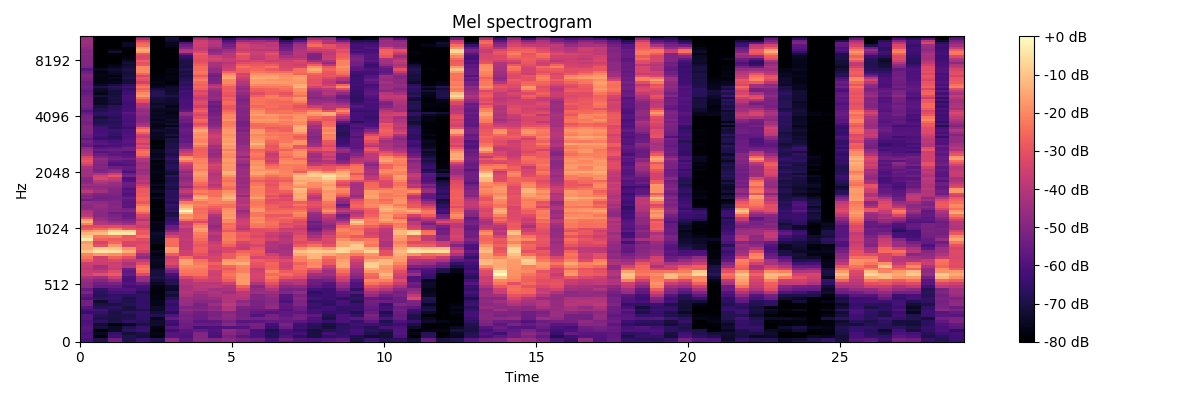 Mel spectrogram
8192
4096
2048
1024
512
0
Hz
0 5 10 15 20 25
Time
+0 dB
-10 dB
-20 dB
-30 dB
-40 dB
-50 dB
-60 dB
-70 dB
-80 dB